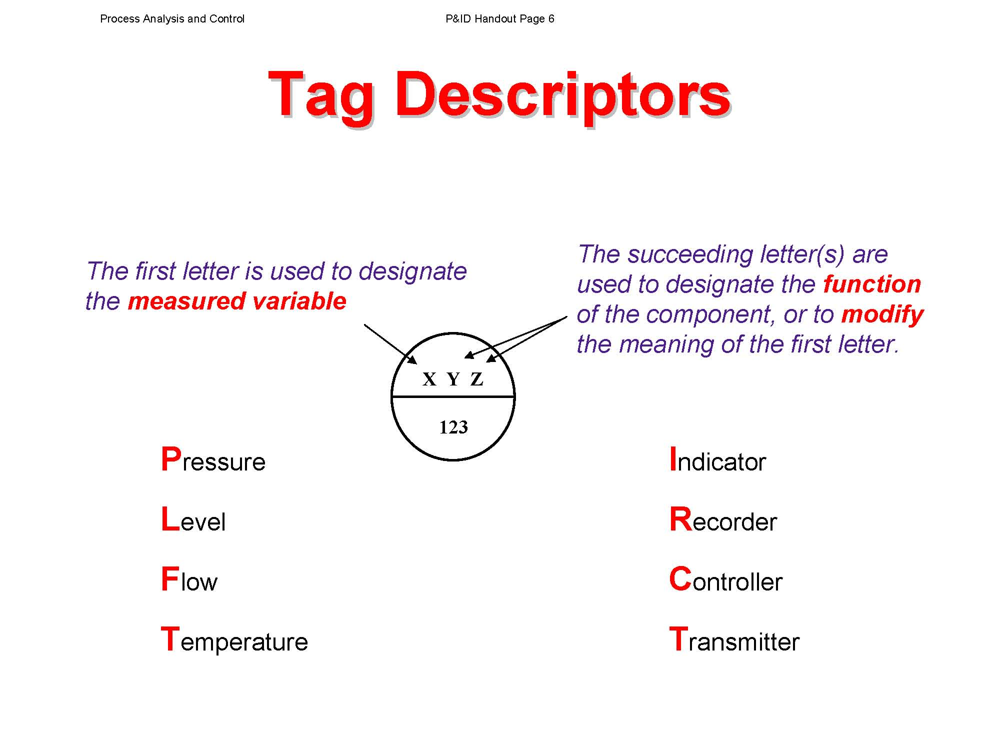 Process Analysis and Control
P&ID Handout Page 6
Tag Descriptors
The first letter is used to designate
the measured variable
The succeeding letter(s) are
used to designate the function
of the component, or to modify
the meaning of the first letter.
X Y Z
123
Pressure
Level
Flow
Temperature
Indicator
Recorder
Controller
Transmitter